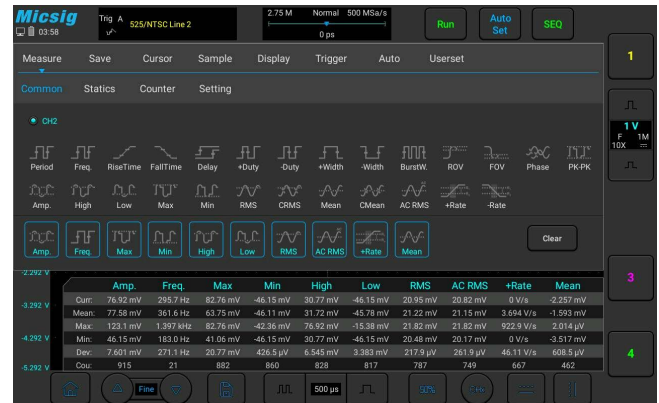 Micsig
03:58
Trig A 525/NTSC Line 2
2.75 M Normal 500 MSa/s
0 ps
Run
Auto Set
SEQ
Measure Save Cursor Sample Display Trigger Auto Userset
Common Statics Counter Setting
CH2
Period Freq. RiseTime FallTime Delay +Duty -Duty +Width -Width BurstW. ROV FOV Phase PK-PK
Amp. High Low Max Min RMS CRMS Mean CMean AC RMS +Rate -Rate
Amp. Freq. Max Min High Low RMS AC RMS +Rate Mean
Clear
1
1 V
F 1M
10X
3
4
-2.292 V
-3.292 V
-4.292 V
-5.292 V
Amp. Freq. Max Min High Low RMS AC RMS +Rate Mean
Curr: 76.92 mV 295.7 Hz 82.76 mV -46.15 mV 30.77 mV -46.15 mV 20.95 mV 20.82 mV 0 V/s -2.257 mV
Mean: 77.58 mV 361.6 Hz 63.75 mV -46.11 mV 31.72 mV -45.78 mV 21.22 mV 21.15 mV 3.694 V/s -1.593 mV
Max: 123.1 mV 1.397 kHz 82.76 mV -42.36 mV 76.92 mV -15.38 mV 21.82 mV 21.82 mV 922.9 V/s 2.014 μV
Min: 46.15 mV 183.0 Hz 41.06 mV -46.15 mV 30.77 mV -46.15 mV 20.48 mV 20.17 mV 0 V/s -3.517 mV
Dev: 7.601 mV 271.1 Hz 20.77 mV 426.5 μV 6.545 mV 3.383 mV 217.9 μV 261.9 μV 46.11 V/s 608.5 μV
Cou: 915 21 882 860 828 817 787 749 667 462
Fine
500 μs
50%